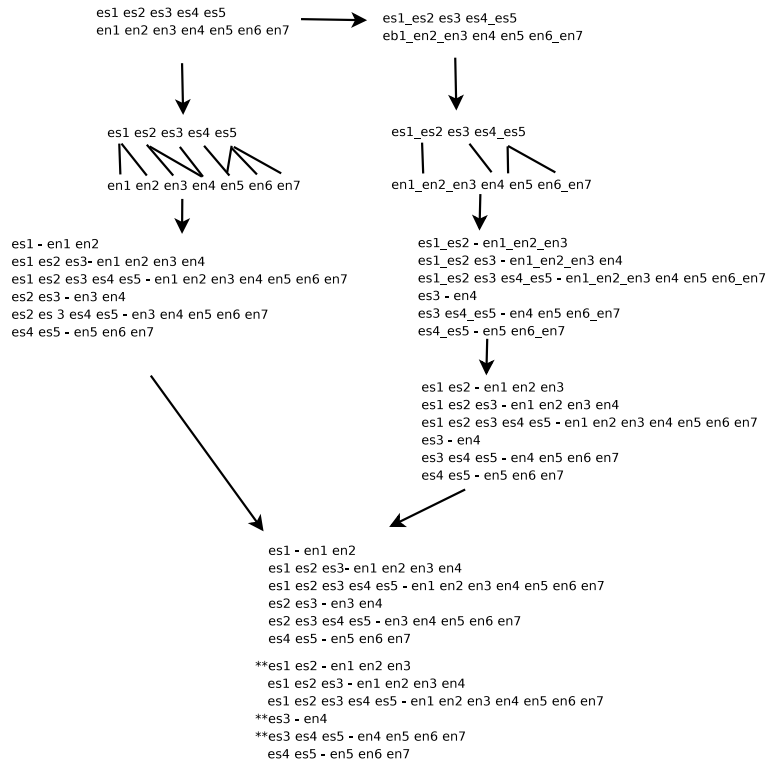 es1 es2 es3 es4 es5
en1 en2 en3 en4 en5 en6 en7
es1_es2 es3 es4_es5
eb1_en2_en3 en4 en5 en6_en7
es1 es2 es3 es4 es5
en1 en2 en3 en4 en5 en6 en7
es1_es2 es3 es4_es5
en1_en2_en3 en4 en5 en6_en7
es1 - en1 en2
es1 es2 es3- en1 en2 en3 en4
es1 es2 es3 es4 es5 - en1 en2 en3 en4 en5 en6 en7
es2 es3 - en3 en4
es2 es 3 es4 es5 - en3 en4 en5 en6 en7
es4 es5 - en5 en6 en7
es1_es2 - en1_en2_en3
es1_es2 es3 - en1_en2_en3 en4
es1_es2 es3 es4_es5 - en1_en2_en3 en4 en5 en6_en7
es3 - en4
es3 es4_es5 - en4 en5 en6_en7
es4_es5 - en5 en6_en7
es1 es2 - en1 en2 en3
es1 es2 es3 - en1 en2 en3 en4
es1 es2 es3 es4 es5 - en1 en2 en3 en4 en5 en6 en7
es3 - en4
es3 es4 es5 - en4 en5 en6 en7
es4 es5 - en5 en6 en7
es1 - en1 en2
es1 es2 es3- en1 en2 en3 en4
es1 es2 es3 es4 es5 - en1 en2 en3 en4 en5 en6 en7
es2 es3 - en3 en4
es2 es3 es4 es5 - en3 en4 en5 en6 en7
es4 es5 - en5 en6 en7
**es1 es2 - en1 en2 en3
es1 es2 es3 - en1 en2 en3 en4
es1 es2 es3 es4 es5 - en1 en2 en3 en4 en5 en6 en7
**es3 - en4
**es3 es4 es5 - en4 en5 en6 en7
es4 es5 - en5 en6 en7